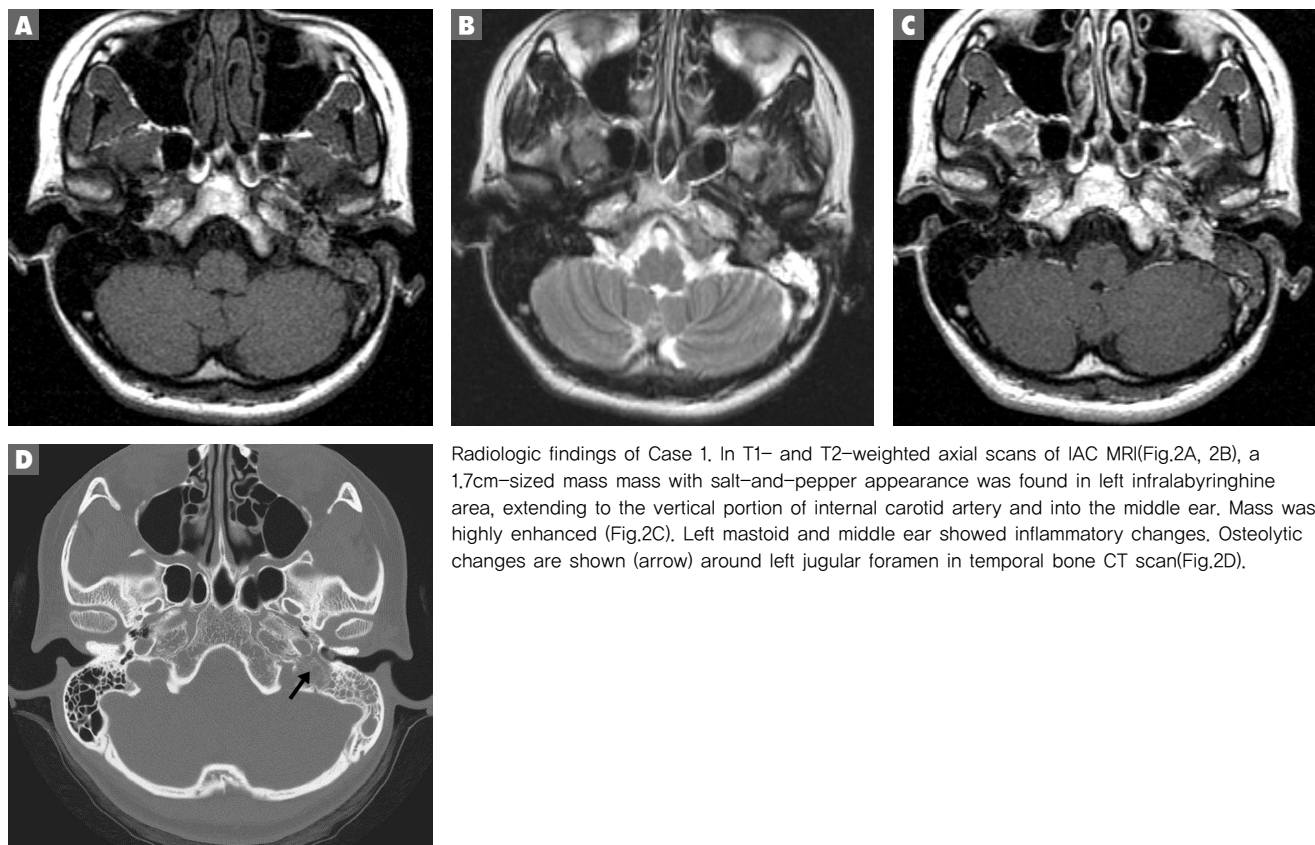 A
B
C
D
Radiologic findings of Case 1. In T1- and T2-weighted axial scans of IAC MRI(Fig.2A, 2B), a
1.7cm-sized mass mass with salt-and-pepper appearance was found in left infralabyringhine
area, extending to the vertical portion of internal carotid artery and into the middle ear. Mass was
highly enhanced (Fig.2C). Left mastoid and middle ear showed inflammatory changes. Osteolytic
changes are shown (arrow) around left jugular foramen in temporal bone CT scan(Fig.2D).